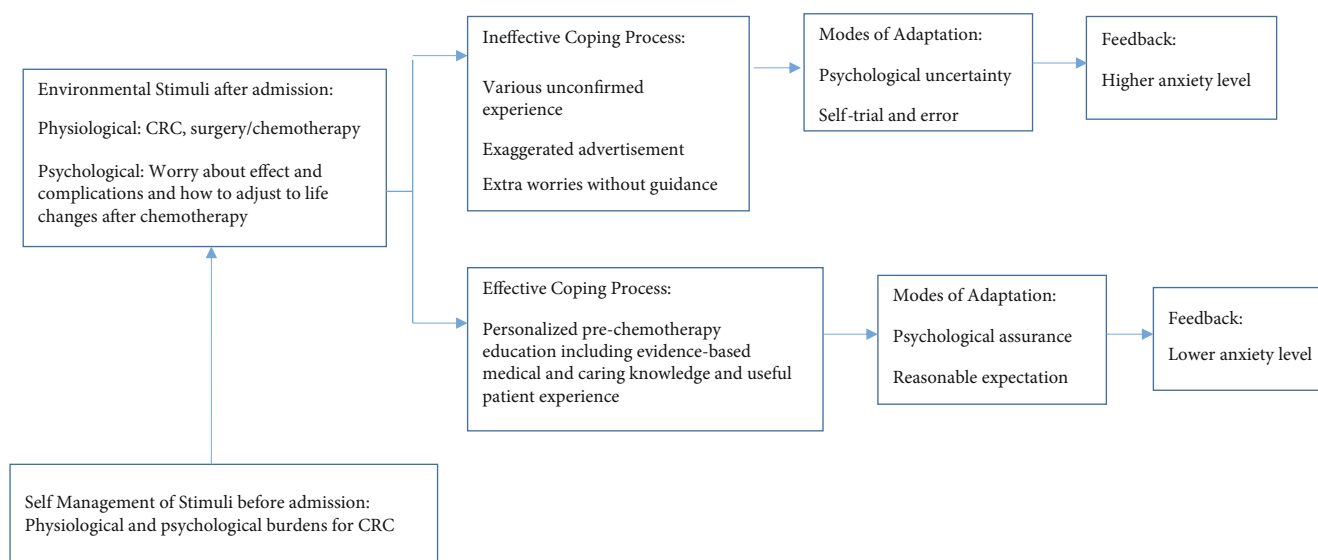 Environmental Stimuli after admission:
Physiological: CRC, surgery/chemotherapy
Psychological: Worry about effect and
complications and how to adjust to life
changes after chemotherapy
Ineffective Coping Process:
Various unconfirmed
experience
Exaggerated advertisement
Extra worries without guidance
Modes of Adaptation:
Psychological uncertainty
Self-trial and error
Feedback:
Higher anxiety level
Effective Coping Process:
Personalized pre-chemotherapy
education including evidence-based
medical and caring knowledge and useful
patient experience
Modes of Adaptation:
Psychological assurance
Reasonable expectation
Feedback:
Lower anxiety level
Self Management of Stimuli before admission:
Physiological and psychological burdens for CRC